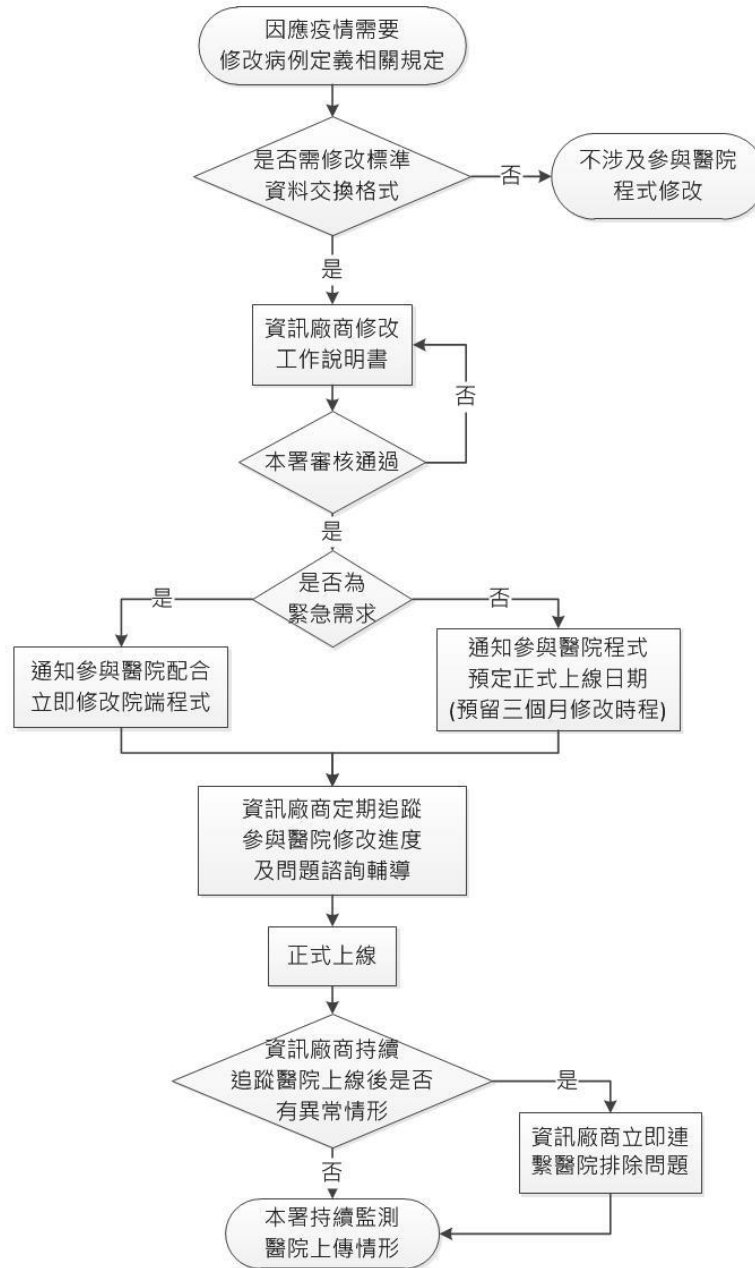 因應疫情需要
修改病例定義相關規定
是否需修改標準
資料交換格式
否
不涉及參與醫院
程式修改
是
資訊廠商修改
工作說明書
否
本署審核通過
是
是否為
緊急需求
是
否
通知參與醫院配合
立即修改院端程式
通知參與醫院程式
預定正式上線日期
(預留三個月修改時程)
資訊廠商定期追蹤
參與醫院修改進度
及問題諮詢輔導
正式上線
資訊廠商持續
追蹤醫院上線後是否
有異常情形
是
資訊廠商立即連
繫醫院排除問題
否
本署持續監測
醫院上傳情形